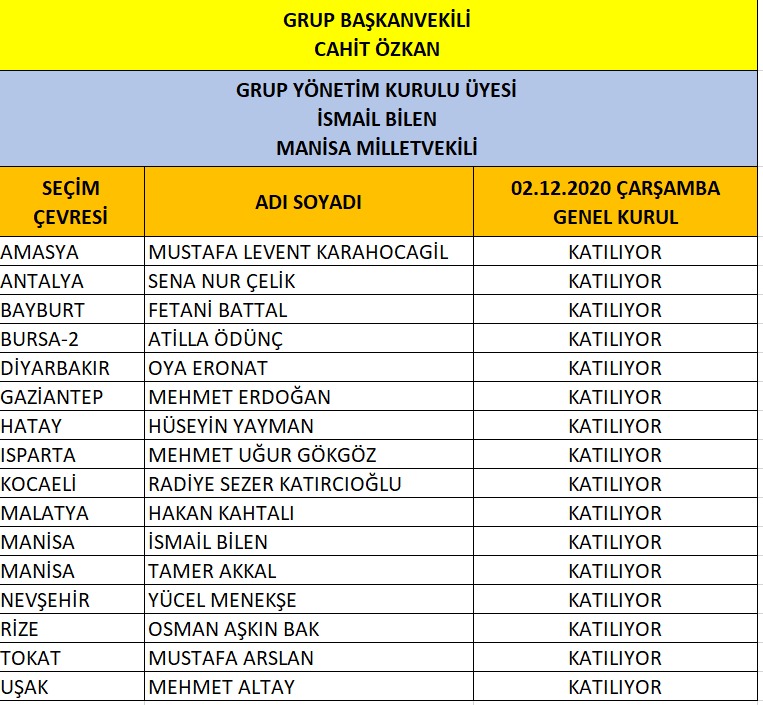 GRUP BAŞKANVEKİLİ
CAHİT ÖZKAN
GRUP YÖNETİM KURULU ÜYESİ
İSMAİL BİLEN
MANİSA MİLLETVEKİLİ
SEÇİM ÇEVRESİ ADI SOYADI 02.12.2020 ÇARŞAMBA GENEL KURUL
AMASYA MUSTAFA LEVENT KARAHOCAGİL KATILIYOR
ANTALYA SENA NUR ÇELİK KATILIYOR
BAYBURT FETANİ BATTAL KATILIYOR
BURSA-2 ATİLLA ÖDÜNÇ KATILIYOR
DİYARBAKIR OYA ERONAT KATILIYOR
GAZİANTEP MEHMET ERDOĞAN KATILIYOR
HATAY HÜSEYİN YAYMAN KATILIYOR
ISPARTA MEHMET UĞUR GÖKGÖZ KATILIYOR
KOCAELİ RADİYE SEZER KATIRCIOĞLU KATILIYOR
MALATYA HAKAN KAHTALI KATILIYOR
MANİSA İSMAİL BİLEN KATILIYOR
MANİSA TAMER AKKAL KATILIYOR
NEVŞEHİR YÜCEL MENEKŞE KATILIYOR
RİZE OSMAN AŞKIN BAK KATILIYOR
TOKAT MUSTAFA ARSLAN KATILIYOR
UŞAK MEHMET ALTAY KATILIYOR